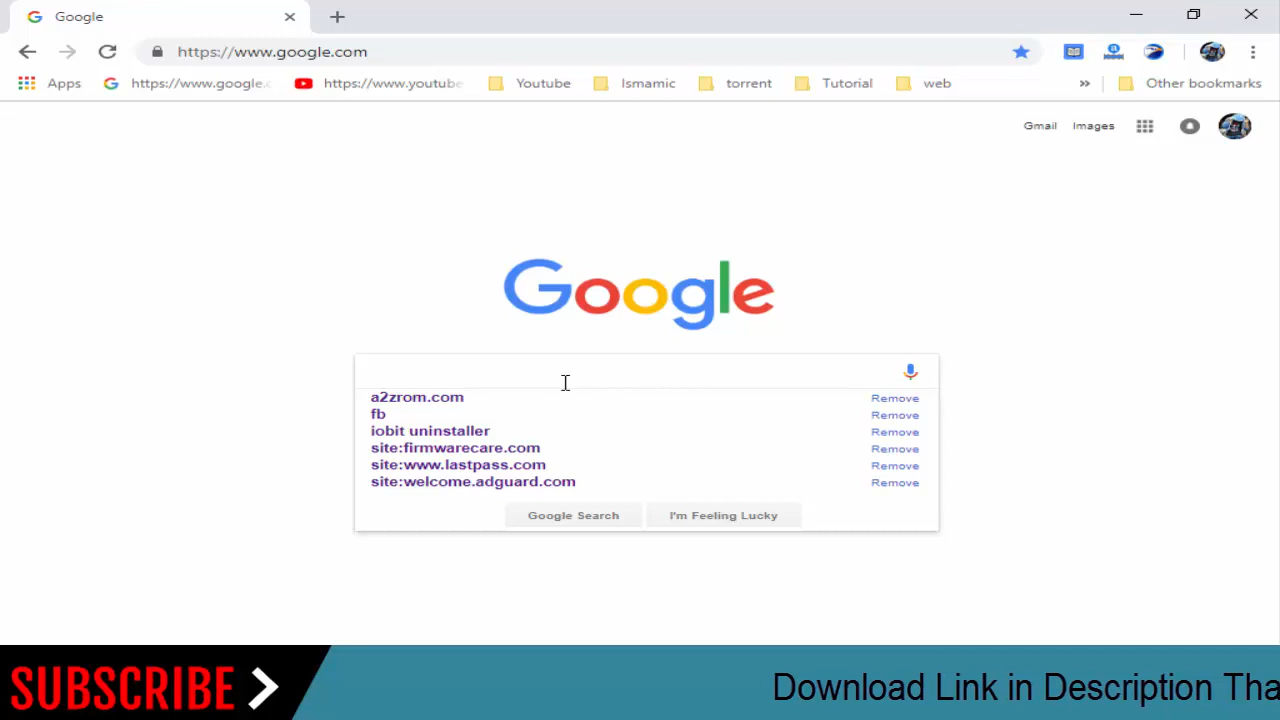 Google
https://www.google.com
Apps https://www.google.c https://www.youtube Youtube Ismamic torrent Tutorial web » Other bookmarks
Gmail Images
Google
a2zrom.com Remove
fb Remove
iobit uninstaller Remove
site:firmwarecare.com Remove
site:www.lastpass.com Remove
site:welcome.adguard.com Remove
Google Search I'm Feeling Lucky
SUBSCRIBE Download Link in Description Tha